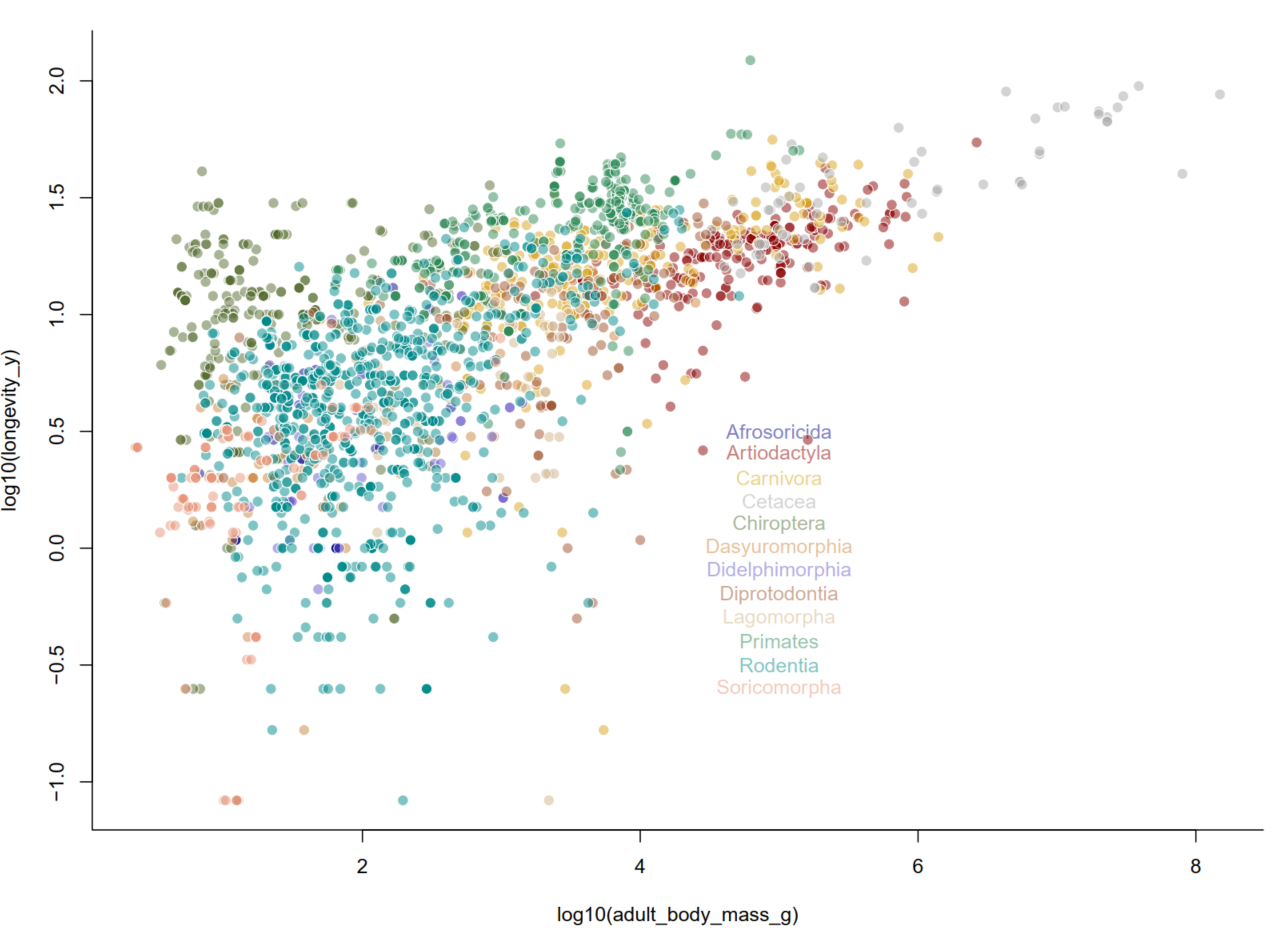 log10(longevity_y)
2.0
1.5
1.0
0.5
0.0
−0.5
−1.0
Afrosoricida
Artiodactyla
Carnivora
Cetacea
Chiroptera
Dasyuromorphia
Didelphimorphia
Diprotodontia
Lagomorpha
Primates
Rodentia
Soricomorpha
2 4 6 8
log10(adult_body_mass_g)